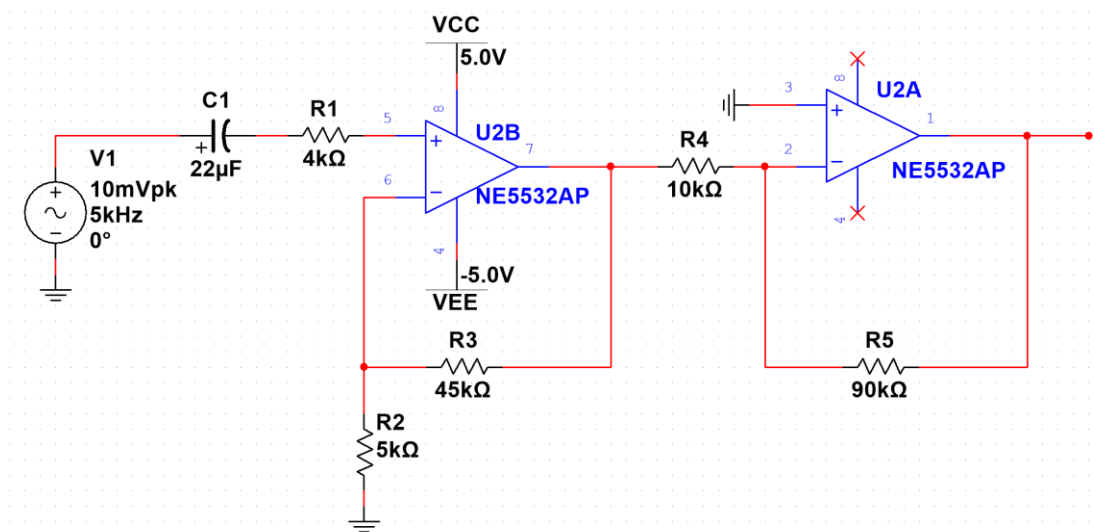 VCC
5.0V
8
C1
+
22µF
R1
4kΩ
5
+
U2B
7
6
−
NE5532AP
4
-5.0V
VEE
V1
10mVpk
5kHz
0°
+
−
R3
45kΩ
R2
5kΩ
R4
10kΩ
3
8
+
U2A
1
2
−
NE5532AP
4
R5
90kΩ